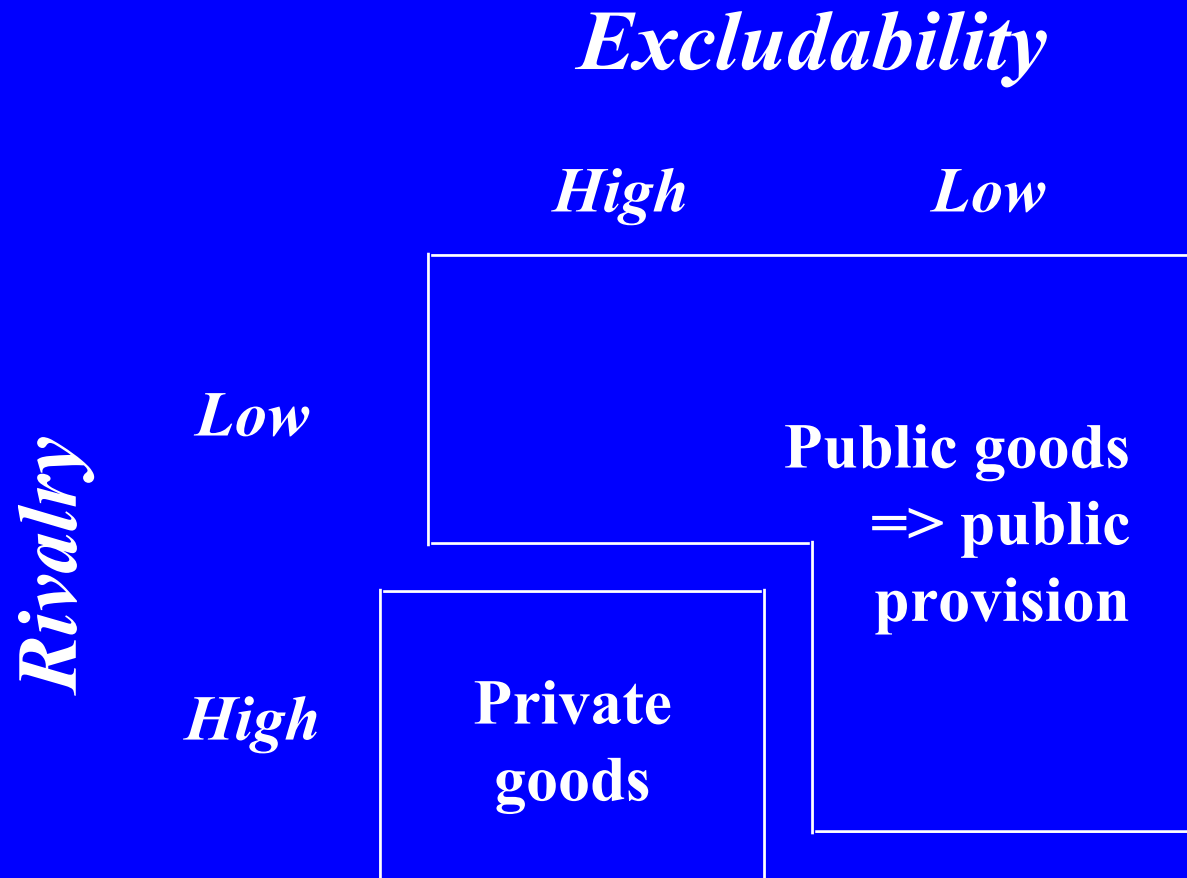 Excludability
High Low
Low
Rivalry
Public goods
=> public
provision
High
Private
goods